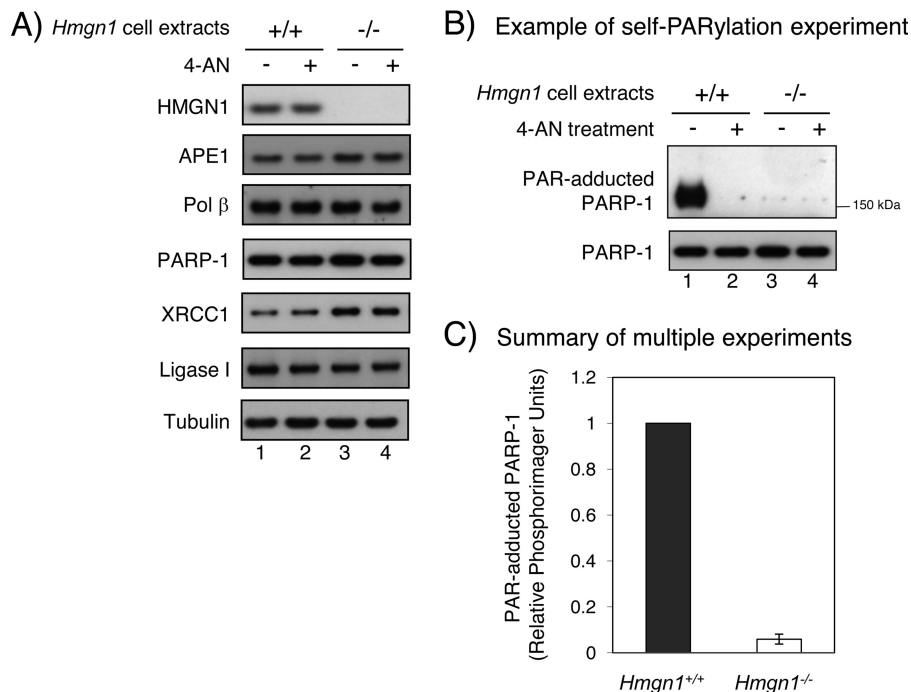 A)
Hmgn1 cell extracts +/+ -/-
4-AN - + - +
HMGN1
APE1
Pol β
PARP-1
XRCC1
Ligase I
Tubulin
1 2 3 4
B) Example of self-PARylation experiment
Hmgn1 cell extracts +/+ -/-
4-AN treatment - + - +
PAR-adducted
PARP-1
150 kDa
PARP-1
1 2 3 4
C) Summary of multiple experiments
PAR-adducted PARP-1
(Relative Phosphorimager Units)
1.2
1
0.8
0.6
0.4
0.2
0
Hmgn1+/+ Hmgn1-/-